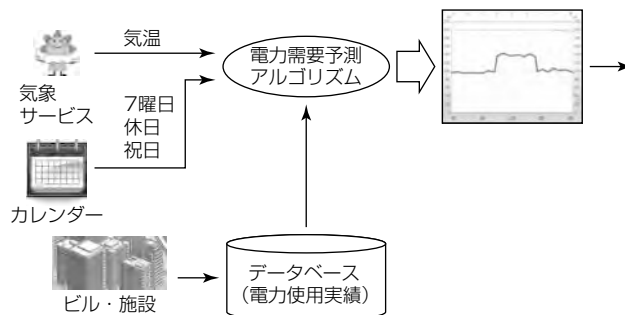 気温
電力需要予測
アルゴリズム
気象
サービス
7曜日
休日
祝日
カレンダー
ビル・施設
データベース
(電力使用実績)